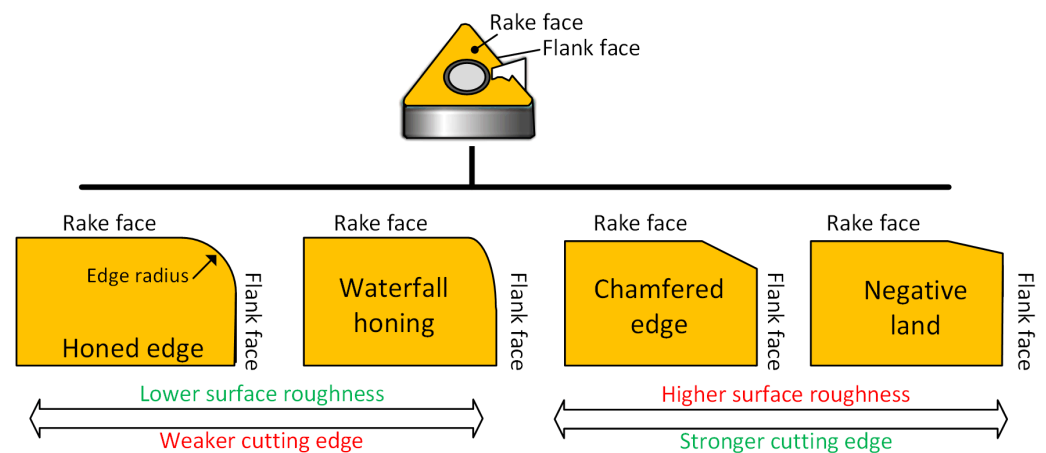 Rake face
Flank face
Rake face
Rake face
Rake face
Rake face
Edge radius
Honed edge
Flank face
Waterfall
honing
Flank face
Chamfered
edge
Flank face
Negative
land
Flank face
Lower surface roughness
Weaker cutting edge
Higher surface roughness
Stronger cutting edge